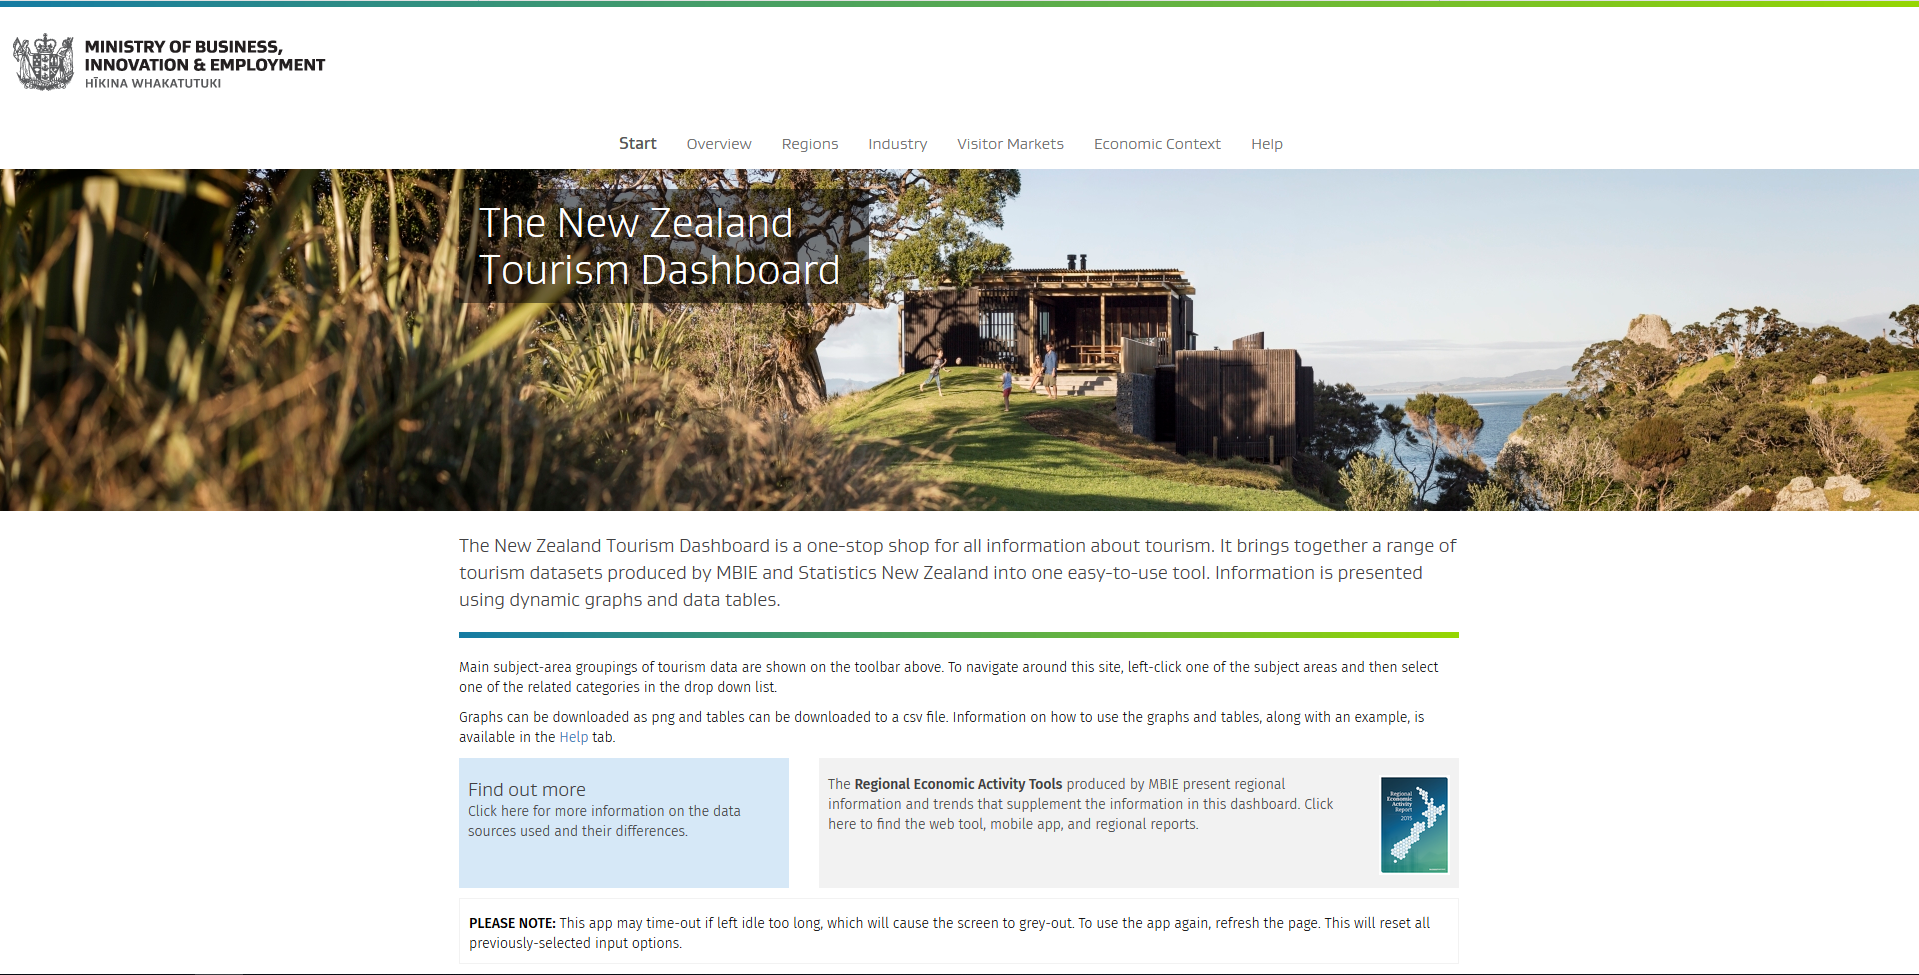 MINISTRY OF BUSINESS,
INNOVATION & EMPLOYMENT
HĪKINA WHAKATUTUKI
Start Overview Regions Industry Visitor Markets Economic Context Help
The New Zealand
Tourism Dashboard
The New Zealand Tourism Dashboard is a one-stop shop for all information about tourism. It brings together a range of
tourism datasets produced by MBIE and Statistics New Zealand into one easy-to-use tool. Information is presented
using dynamic graphs and data tables.
Main subject-area groupings of tourism data are shown on the toolbar above. To navigate around this site, left-click one of the subject areas and then select
one of the related categories in the drop down list.
Graphs can be downloaded as png and tables can be downloaded to a csv file. Information on how to use the graphs and tables, along with an example, is
available in the Help tab.
Find out more
Click here for more information on the data
sources used and their differences.
The Regional Economic Activity Tools produced by MBIE present regional
information and trends that supplement the information in this dashboard. Click
here to find the web tool, mobile app, and regional reports.
Regional
Economic
Activity
Report
2015
PLEASE NOTE: This app may time-out if left idle too long, which will cause the screen to grey-out. To use the app again, refresh the page. This will reset all
previously-selected input options.